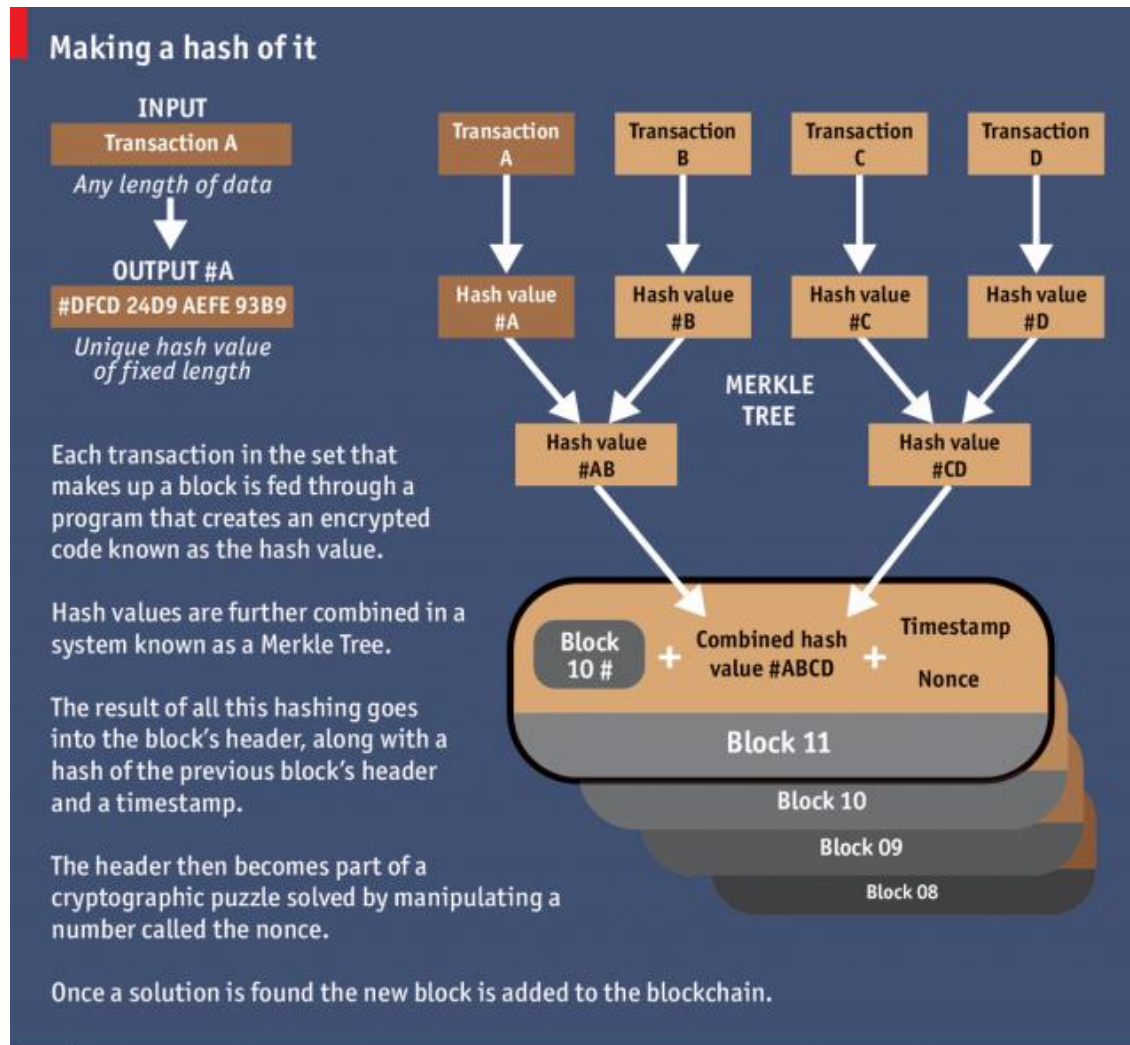 Making a hash of it
INPUT
Transaction A
Any length of data
OUTPUT #A
#DFCD 24D9 AEFE 93B9
Unique hash value
of fixed length
Each transaction in the set that
makes up a block is fed through a
program that creates an encrypted
code known as the hash value.
Hash values are further combined in a
system known as a Merkle Tree.
The result of all this hashing goes
into the block’s header, along with a
hash of the previous block’s header
and a timestamp.
The header then becomes part of a
cryptographic puzzle solved by manipulating a
number called the nonce.
Once a solution is found the new block is added to the blockchain.
Transaction
A
Transaction
B
Transaction
C
Transaction
D
Hash value
#A
Hash value
#B
Hash value
#C
Hash value
#D
MERKLE
TREE
Hash value
#AB
Hash value
#CD
Block
10 #
+
Combined hash
value #ABCD
+
Timestamp
Nonce
Block 11
Block 10
Block 09
Block 08